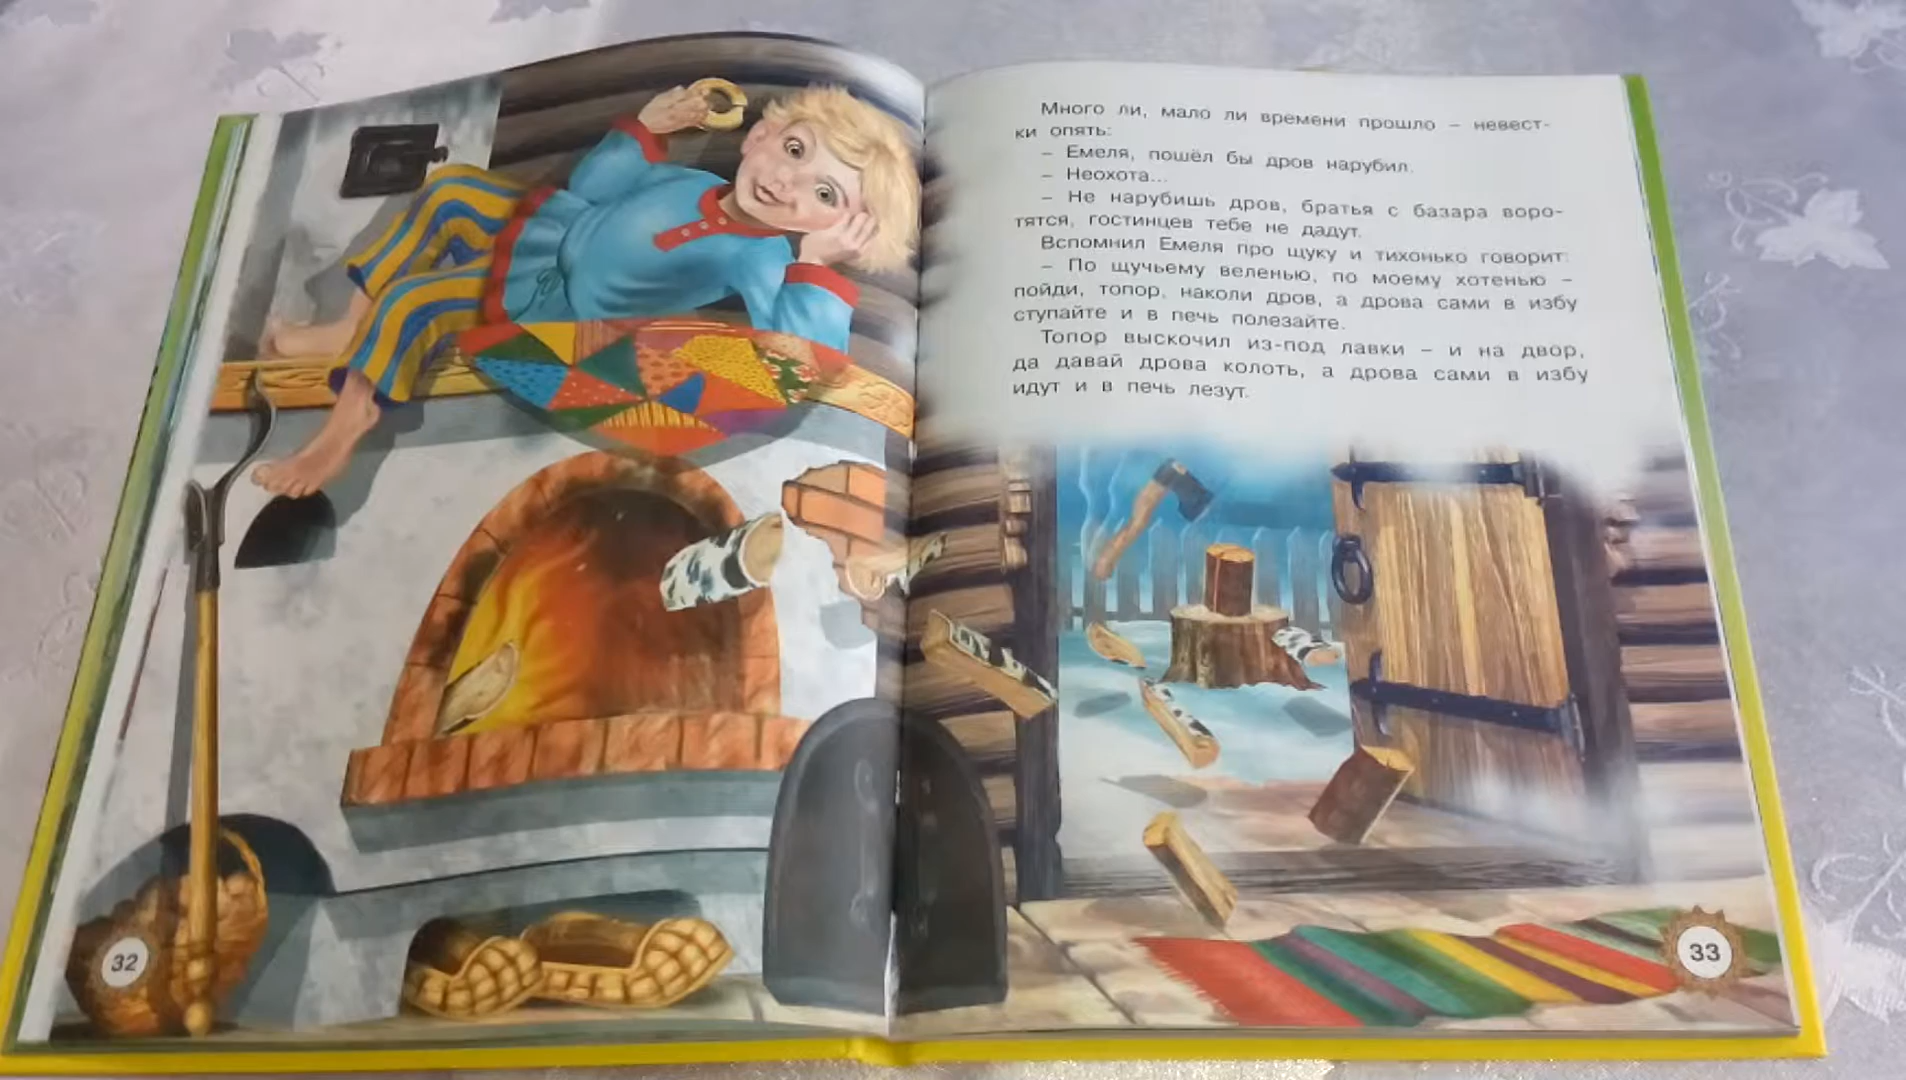 Много ли, мало ли времени прошло – невест-
ки опять:
– Емеля, пошёл бы дров нарубил.
– Неохота...
– Не нарубишь дров, братья с базара воро-
тятся, гостинцев тебе не дадут.
Вспомнил Емеля про щуку и тихонько говорит:
– По щучьему веленью, по моему хотенью –
пойди, топор, наколи дров, а дрова сами в избу
ступайте и в печь полезайте.
Топор выскочил из-под лавки – и на двор,
да давай дрова колоть, а дрова сами в избу
идут и в печь лезут.
32
33